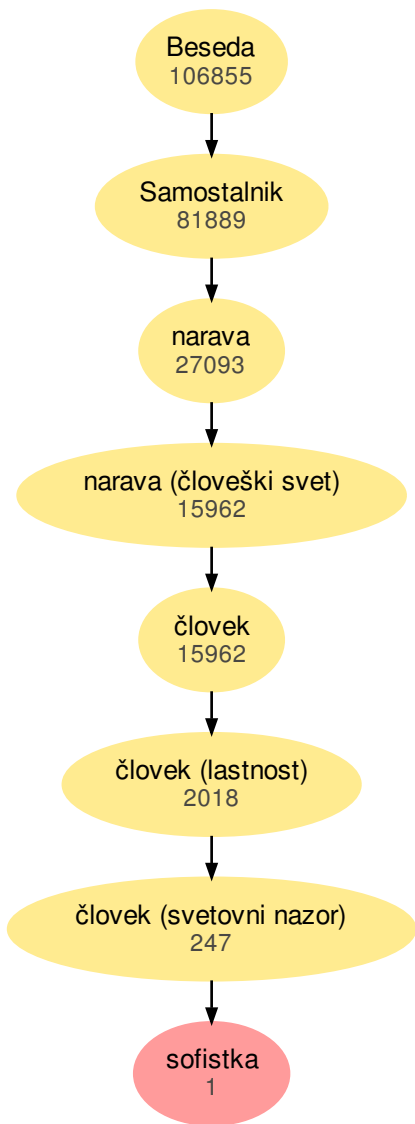 Beseda
106855
Samostalnik
81889
narava
27093
narava (človeški svet)
15962
človek
15962
človek (lastnost)
2018
človek (svetovni nazor)
247
sofistka
1